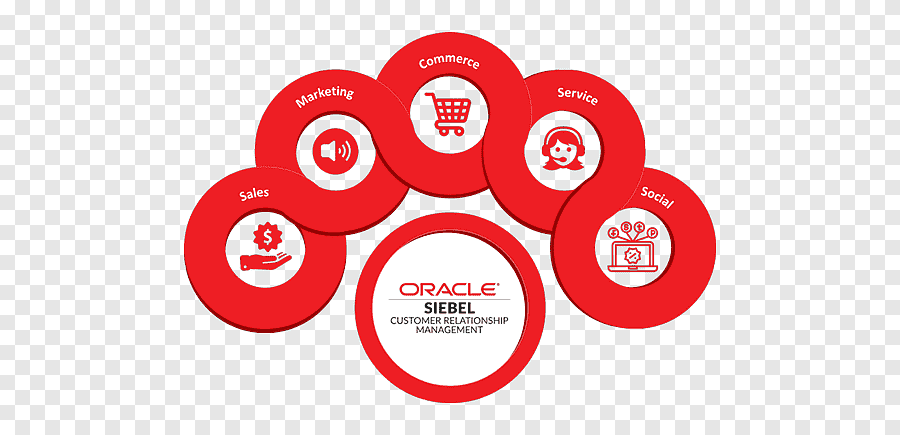 Commerce
Marketing
Service
Sales
Social
$
f B t P
ORACLE®
SIEBEL
CUSTOMER RELATIONSHIP
MANAGEMENT